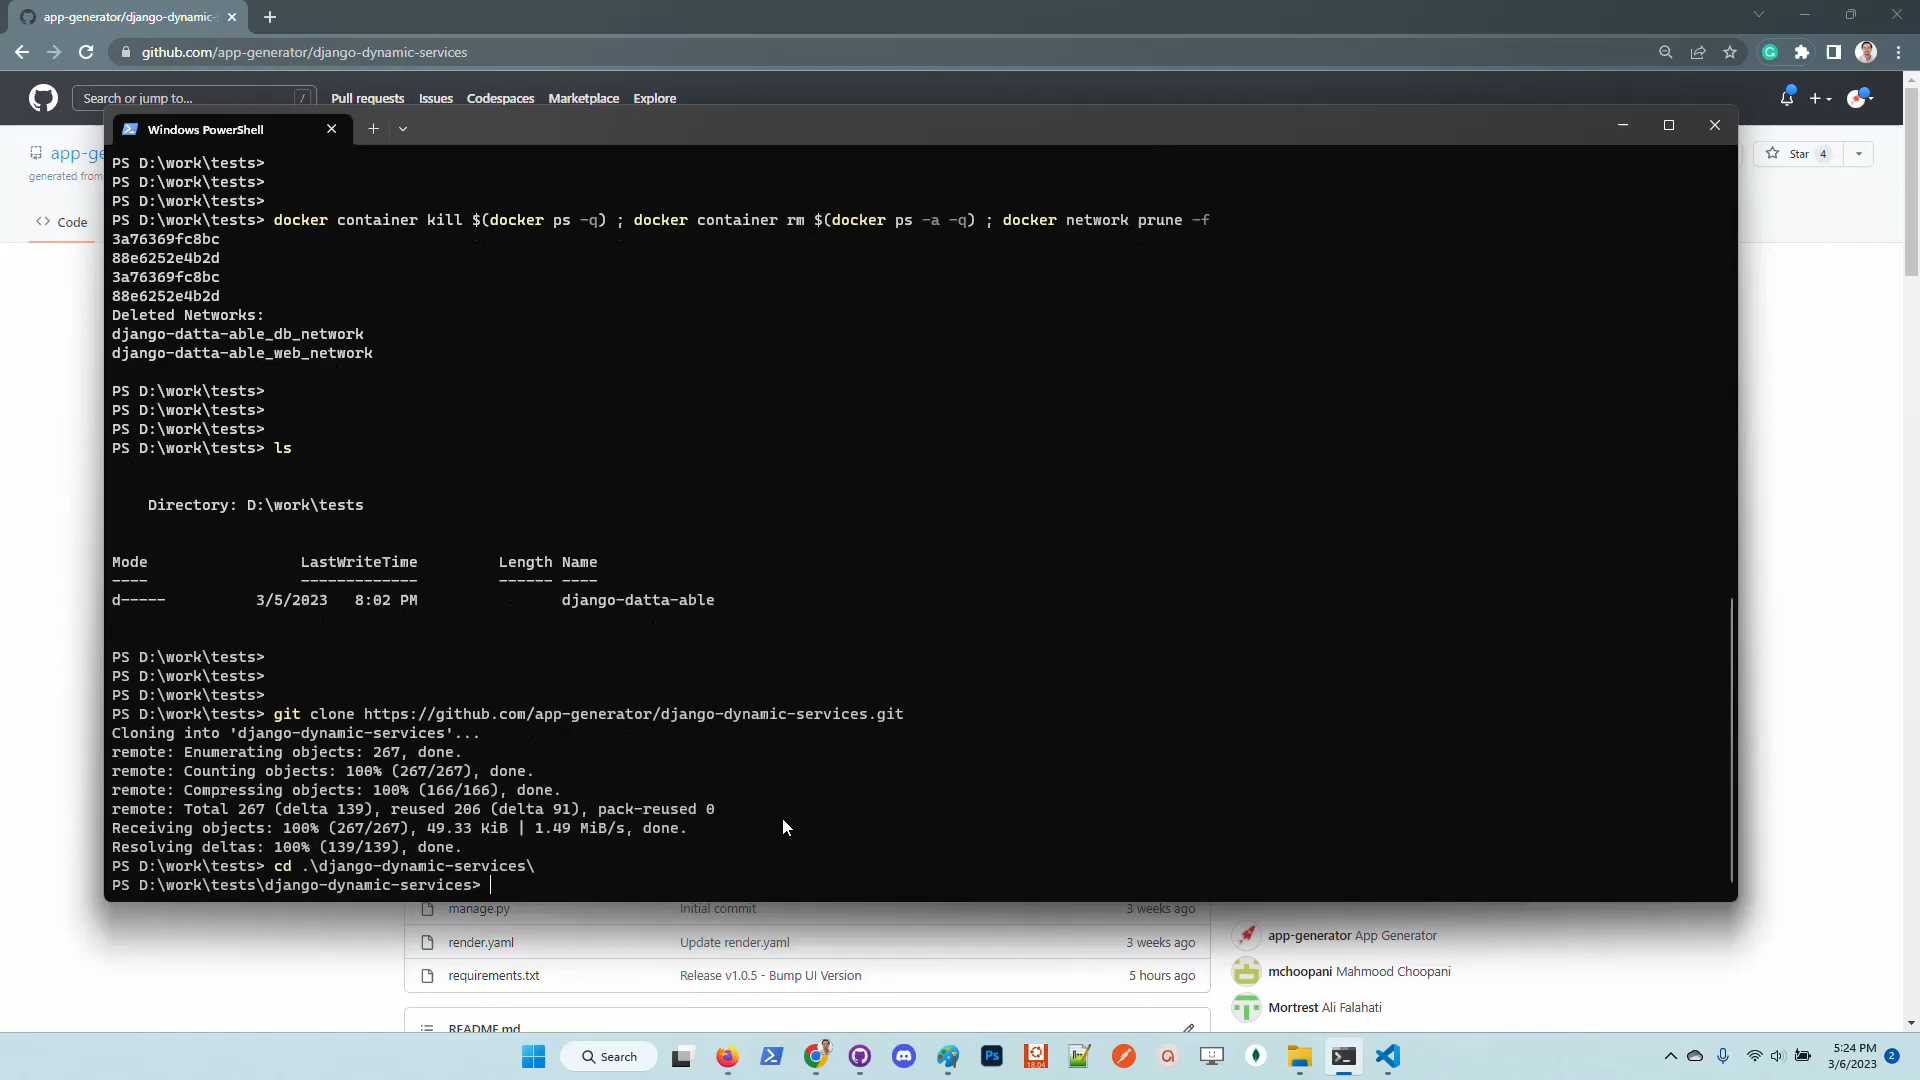 app-generator/django-dynamic-
github.com/app-generator/django-dynamic-services
Search or jump to...
/
Pull requests
Issues
Codespaces
Marketplace
Explore
Windows PowerShell
app-ge
generated from
Star 4
Code
PS D:\work\tests>
PS D:\work\tests>
PS D:\work\tests>
PS D:\work\tests> docker container kill $(docker ps -q) ; docker container rm $(docker ps -a -q) ; docker network prune -f
3a76369fc8bc
88e6252e4b2d
3a76369fc8bc
88e6252e4b2d
Deleted Networks:
django-datta-able_db_network
django-datta-able_web_network
PS D:\work\tests>
PS D:\work\tests>
PS D:\work\tests>
PS D:\work\tests> ls
Directory: D:\work\tests
Mode LastWriteTime Length Name
---- ------------- ------ ----
d----- 3/5/2023 8:02 PM django-datta-able
PS D:\work\tests>
PS D:\work\tests>
PS D:\work\tests>
PS D:\work\tests> git clone https://github.com/app-generator/django-dynamic-services.git
Cloning into 'django-dynamic-services'...
remote: Enumerating objects: 267, done.
remote: Counting objects: 100% (267/267), done.
remote: Compressing objects: 100% (166/166), done.
remote: Total 267 (delta 139), reused 206 (delta 91), pack-reused 0
Receiving objects: 100% (267/267), 49.33 KiB | 1.49 MiB/s, done.
Resolving deltas: 100% (139/139), done.
PS D:\work\tests> cd .\django-dynamic-services\
PS D:\work\tests\django-dynamic-services>
manage.py Initial commit 3 weeks ago
render.yaml Update render.yaml 3 weeks ago
requirements.txt Release v1.0.5 - Bump UI Version 5 hours ago
README.md
app-generator App Generator
mchoopani Mahmood Choopani
Mortrest Ali Falahati
Search
Ps
18.04
5:24 PM
3/6/2023
2